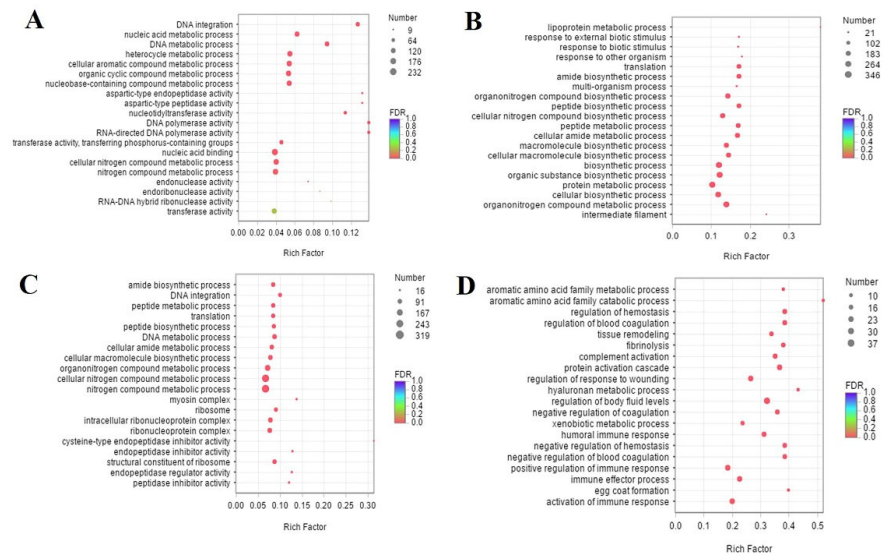 A
DNA integration
nucleic acid metabolic process
DNA metabolic process
heterocycle metabolic process
cellular aromatic compound metabolic process
organic cyclic compound metabolic process
nucleobase-containing compound metabolic process
aspartic-type endopeptidase activity
aspartic-type peptidase activity
nucleotidyltransferase activity
DNA polymerase activity
RNA-directed DNA polymerase activity
transferase activity, transferring phosphorus-containing groups
nucleic acid binding
cellular nitrogen compound metabolic process
nitrogen compound metabolic process
endonuclease activity
endoribonuclease activity
RNA-DNA hybrid ribonuclease activity
transferase activity
0.00 0.02 0.04 0.06 0.08 0.10 0.12
Rich Factor
Number
9
64
120
176
232
FDR
1.0
0.8
0.6
0.4
0.2
0.0
B
lipoprotein metabolic process
response to external biotic stimulus
response to biotic stimulus
response to other organism
translation
amide biosynthetic process
multi-organism process
organonitrogen compound biosynthetic process
peptide biosynthetic process
cellular nitrogen compound biosynthetic process
peptide metabolic process
cellular amide metabolic process
macromolecule biosynthetic process
cellular macromolecule biosynthetic process
biosynthetic process
organic substance biosynthetic process
protein metabolic process
cellular biosynthetic process
organonitrogen compound metabolic process
intermediate filament
0.0 0.1 0.2 0.3
Rich Factor
Number
21
102
183
264
346
FDR
1.0
0.8
0.6
0.4
0.2
0.0
C
amide biosynthetic process
DNA integration
peptide metabolic process
translation
peptide biosynthetic process
DNA metabolic process
cellular amide metabolic process
cellular macromolecule biosynthetic process
organonitrogen compound metabolic process
cellular nitrogen compound metabolic process
nitrogen compound metabolic process
myosin complex
ribosome
intracellular ribonucleoprotein complex
ribonucleoprotein complex
cysteine-type endopeptidase inhibitor activity
endopeptidase inhibitor activity
structural constituent of ribosome
endopeptidase regulator activity
peptidase inhibitor activity
0.00 0.05 0.10 0.15 0.20 0.25 0.30
Rich Factor
Number
16
91
167
243
319
FDR
1.0
0.8
0.6
0.4
0.2
0.0
D
aromatic amino acid family metabolic process
aromatic amino acid family catabolic process
regulation of hemostasis
regulation of blood coagulation
tissue remodeling
fibrinolysis
complement activation
protein activation cascade
regulation of response to wounding
hyaluronan metabolic process
regulation of body fluid levels
negative regulation of coagulation
xenobiotic metabolic process
humoral immune response
negative regulation of hemostasis
negative regulation of blood coagulation
positive regulation of immune response
immune effector process
egg coat formation
activation of immune response
0.0 0.1 0.2 0.3 0.4 0.5
Rich Factor
Number
10
16
23
30
37
FDR
1.0
0.8
0.6
0.4
0.2
0.0